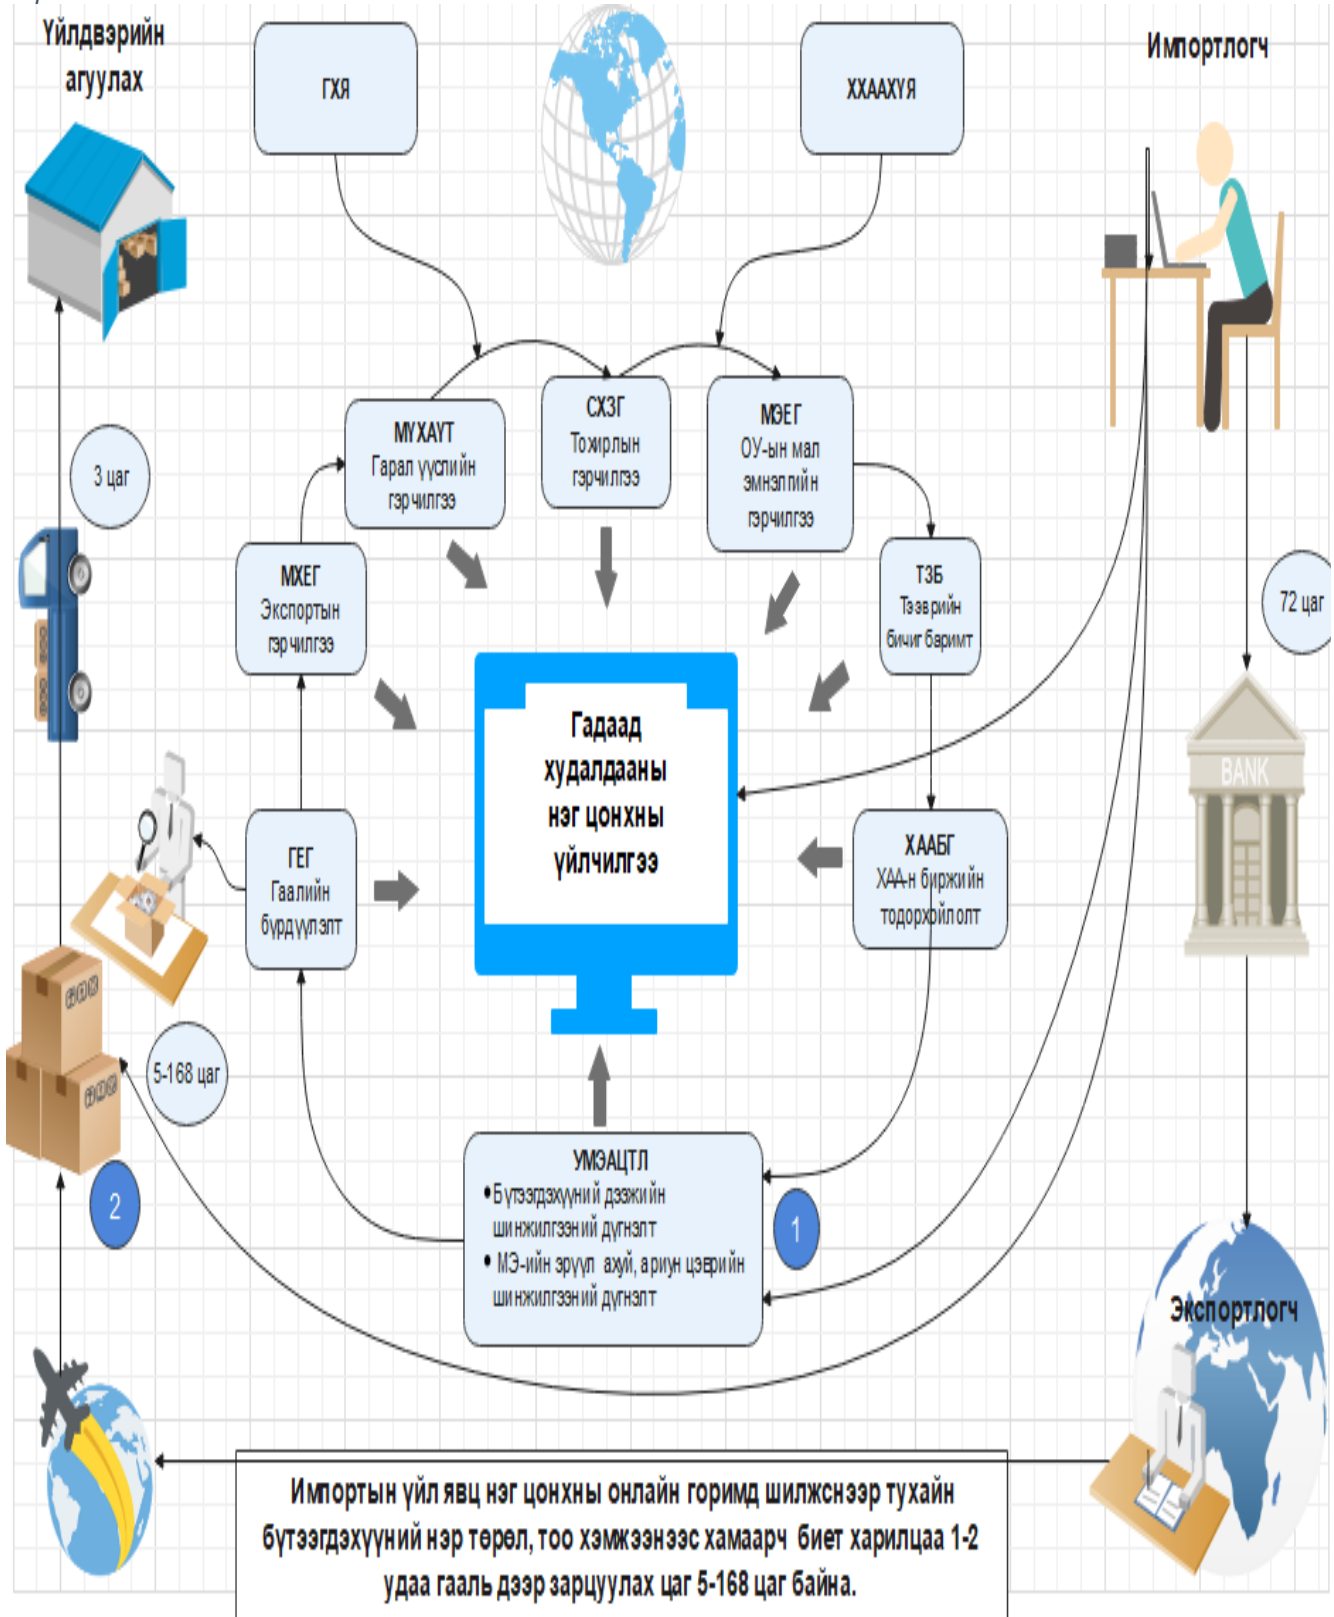 Үйлдвэрийн
агуулах
ГХЯ
ХХААХҮЯ
Импортлогч
МҮХАҮТ
Гарал үүслийн
гэрчилгээ
СХЗГ
Тохирлын
гэрчилгээ
МЭЕГ
ОУ-ын мал
эмнэлгийн
гэрчилгээ
3 цаг
МХЕГ
Экспортын
гэрчилгээ
ТЗБ
Тээврийн
бичиг баримт
72 цаг
Гадаад
худалдааны
нэг цонхны
үйлчилгээ
BANK
ГЕГ
Гаалийн
бүрдүүлэлт
ХААБГ
ХАА-н биржийн
тодорхойлолт
5-168 цаг
УМЭАЦТЛ
• Бүтээгдэхүүний дээжийн
шинжилгээний дүгнэлт
• МЭ-ийн эрүүл ахуй, ариун цэврийн
шинжилгээний дүгнэлт
1
2
Экспортлогч
Импортын үйл явц нэг цонхны онлайн горимд шилжснээр тухайн
бүтээгдэхүүний нэр төрөл, тоо хэмжээнээс хамаарч биет харилцаа 1-2
удаа гааль дээр зарцуулах цаг 5-168 цаг байна.